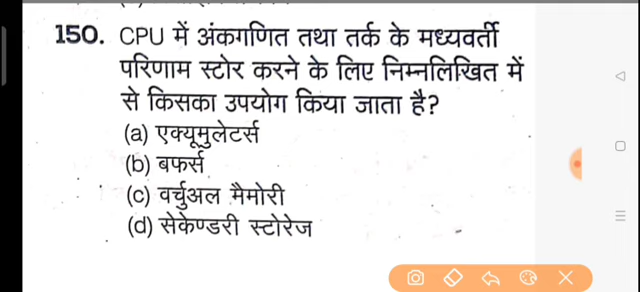 150. CPU में अंकगणित तथा तर्क के मध्यवर्ती
परिणाम स्टोर करने के लिए निम्नलिखित में
से किसका उपयोग किया जाता है?
(a) एक्यूमुलेटर्स
(b) बफर्स
(c) वर्चुअल मैमोरी
(d) सेकेण्डरी स्टोरेज